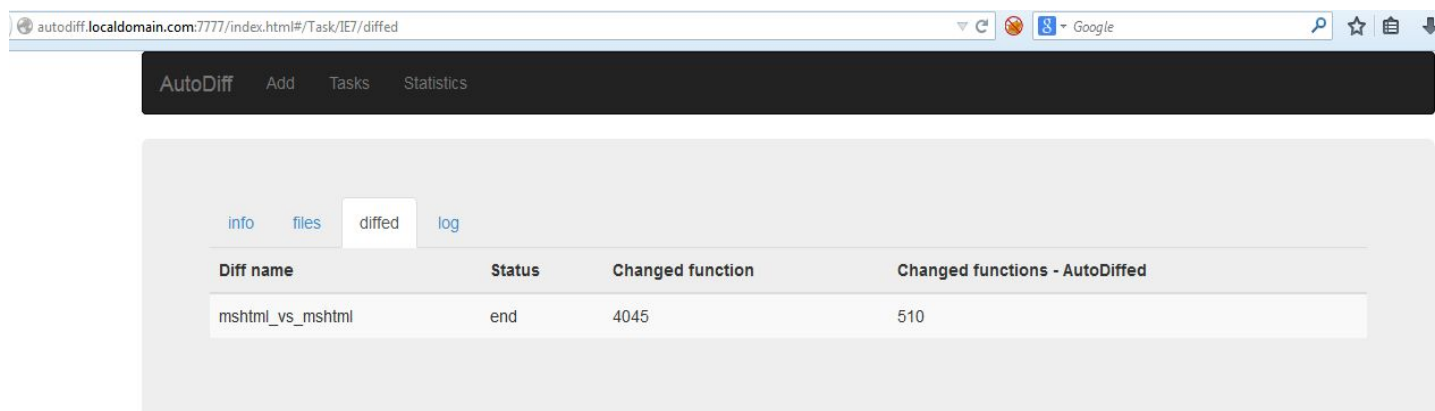 autodiff.localdomain.com:7777/index.html#/Task/IE7/diffed 8 Google
AutoDiff Add Tasks Statistics
info files diffed log
Diff name Status Changed function Changed functions - AutoDiffed
mshtml_vs_mshtml end 4045 510